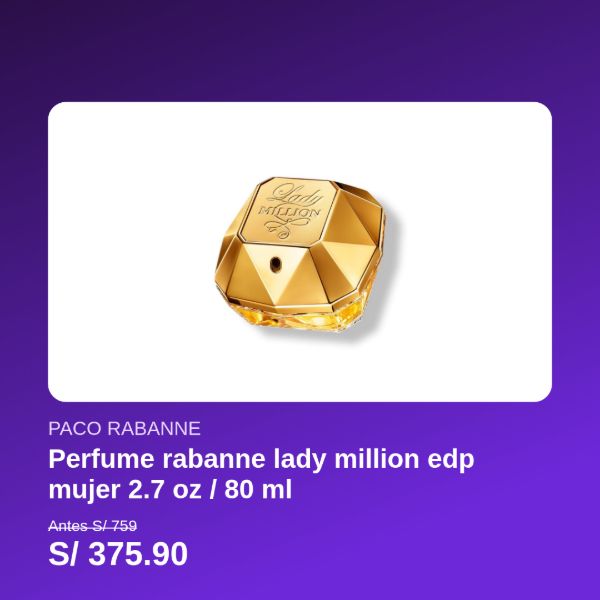 Lady
MILLION
PACO RABANNE
Perfume rabanne lady million edp
mujer 2.7 oz / 80 ml
Antes S/ 759
S/ 375.90